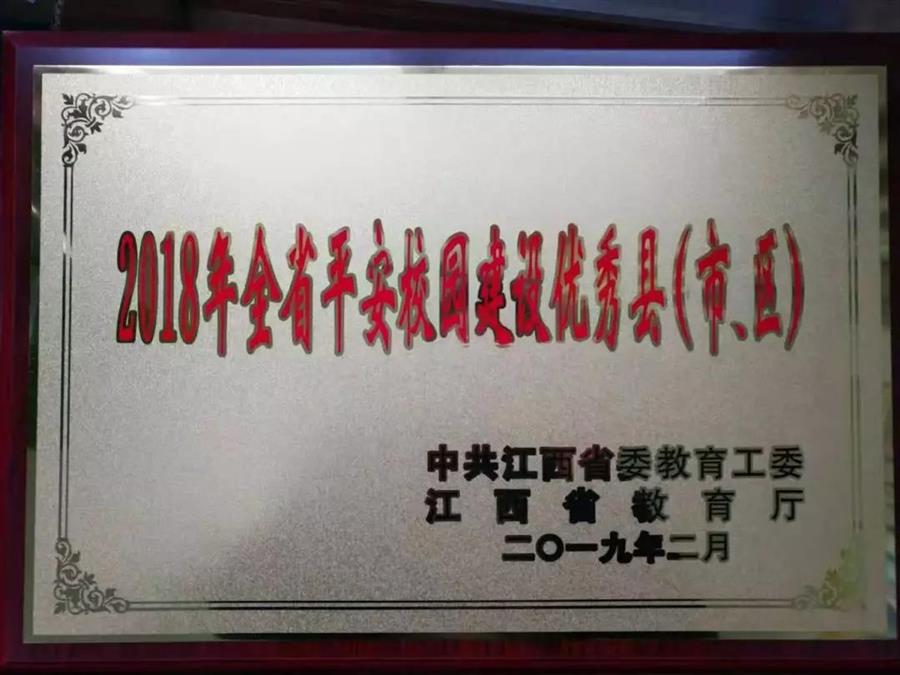 2018年全省平安校园建设优秀县(市、区)
中共江西省委教育工委
江西省教育厅
二〇一九年二月